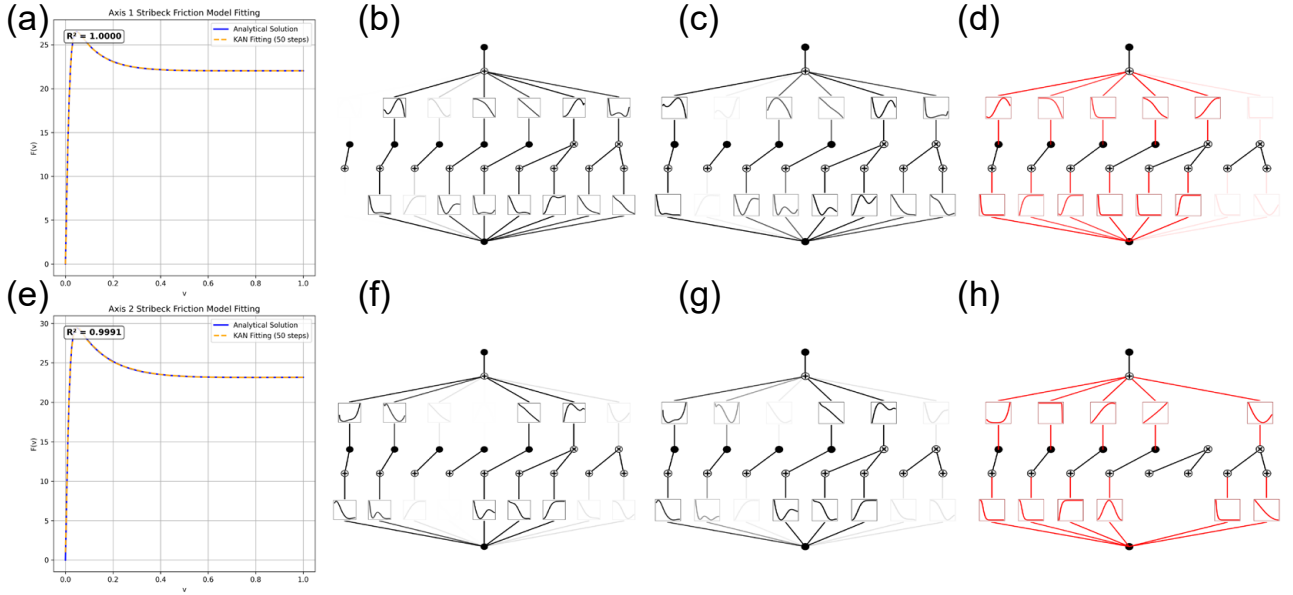 (a)
Axis 1 Stribeck Friction Model Fitting
R² = 1.0000
Analytical Solution
KAN Fitting (50 steps)
25
20
15
10
5
0
F(v)
0.0 0.2 0.4 0.6 0.8 1.0
v
(b)
(c)
(d)
(e)
Axis 2 Stribeck Friction Model Fitting
R² = 0.9991
Analytical Solution
KAN Fitting (50 steps)
30
25
20
15
10
5
0
F(v)
0.0 0.2 0.4 0.6 0.8 1.0
v
(f)
(g)
(h)